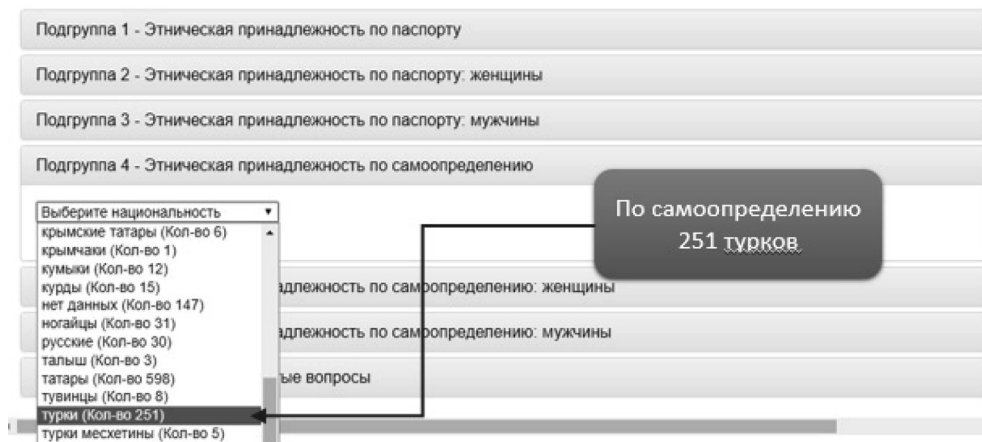 Подгруппа 1 - Этническая принадлежность по паспорту
Подгруппа 2 - Этническая принадлежность по паспорту: женщины
Подгруппа 3 - Этническая принадлежность по паспорту: мужчины
Подгруппа 4 - Этническая принадлежность по самоопределению
Выберите национальность
крымские татары (Кол-во 6)
крымчаки (Кол-во 1)
кумыки (Кол-во 12)
курды (Кол-во 15)
нет данных (Кол-во 147)
ногайцы (Кол-во 31)
русские (Кол-во 30)
талыш (Кол-во 3)
татары (Кол-во 598)
тувинцы (Кол-во 8)
турки (Кол-во 251)
турки месхетины (Кол-во 5)
По самоопределению
251 турков
адлежность по самоопределению: женщины
адлежность по самоопределению: мужчины
ые вопросы